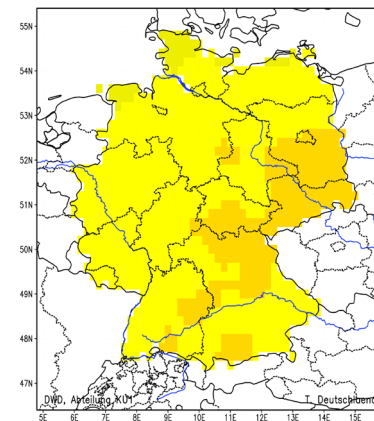 55N
54N
53N
52N
51N
50N
49N
48N
47N
DWD, Abteilung KU1 T. Deutschländ
5E 6E 7E 8E 9E 10E 11E 12E 13E 14E 15E